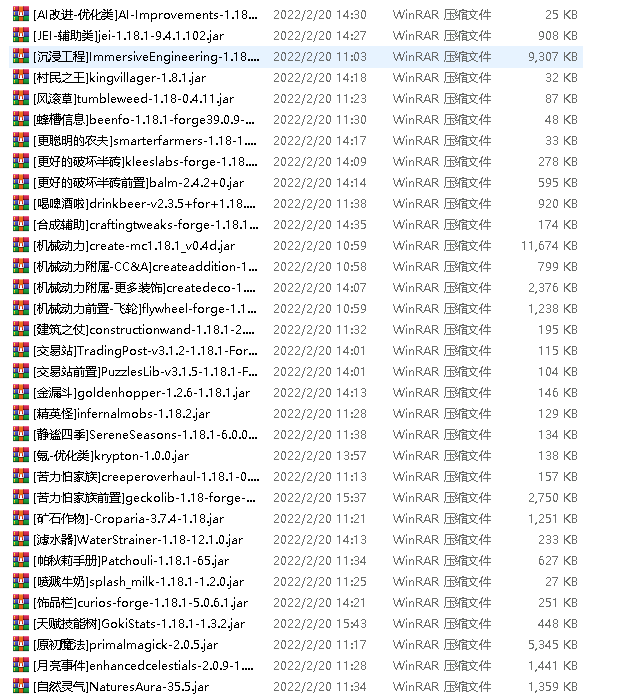 [AI改进-优化类]AI-Improvements-1.18... 2022/2/20 14:30 WinRAR 压缩文件 25 KB
[JEI-辅助类]jei-1.18.1-9.4.1.102.jar 2022/2/20 14:27 WinRAR 压缩文件 908 KB
[沉浸工程]ImmersiveEngineering-1.18.... 2022/2/20 11:03 WinRAR 压缩文件 9,307 KB
[村民之王]kingvillager-1.8.1.jar 2022/2/20 14:18 WinRAR 压缩文件 32 KB
[风滚草]tumbleweed-1.18-0.4.11.jar 2022/2/20 11:23 WinRAR 压缩文件 87 KB
[蜂槽信息]beenfo-1.18.1-forge39.0.9-... 2022/2/20 11:30 WinRAR 压缩文件 48 KB
[更聪明的农夫]smarterfarmers-1.18-1.... 2022/2/20 14:17 WinRAR 压缩文件 33 KB
[更好的破坏半砖]kleeslabs-forge-1.18.... 2022/2/20 14:09 WinRAR 压缩文件 278 KB
[更好的破坏半砖前置]balm-2.4.2+0.jar 2022/2/20 14:14 WinRAR 压缩文件 595 KB
[喝啤酒啦]drinkbeer-v2.3.5+for+1.18.... 2022/2/20 11:38 WinRAR 压缩文件 920 KB
[合成辅助]craftingtweaks-forge-1.18.1... 2022/2/20 14:35 WinRAR 压缩文件 174 KB
[机械动力]create-mc1.18.1_v0.4d.jar 2022/2/20 10:59 WinRAR 压缩文件 11,674 KB
[机械动力附属-CC&A]createaddition-1... 2022/2/20 10:58 WinRAR 压缩文件 799 KB
[机械动力附属-更多装饰]createdeco-1.... 2022/2/20 14:07 WinRAR 压缩文件 2,376 KB
[机械动力前置-飞轮]flywheel-forge-1.1... 2022/2/20 10:59 WinRAR 压缩文件 1,238 KB
[建筑之仗]constructionwand-1.18.1-2.... 2022/2/20 11:32 WinRAR 压缩文件 195 KB
[交易站]TradingPost-v3.1.2-1.18.1-For... 2022/2/20 14:01 WinRAR 压缩文件 115 KB
[交易站前置]PuzzlesLib-v3.1.5-1.18.1-F... 2022/2/20 14:01 WinRAR 压缩文件 104 KB
[金漏斗]goldenhopper-1.2.6-1.18.1.jar 2022/2/20 14:13 WinRAR 压缩文件 146 KB
[精英怪]infernalmobs-1.18.2.jar 2022/2/20 11:28 WinRAR 压缩文件 129 KB
[静谧四季]SereneSeasons-1.18.1-6.0.0... 2022/2/20 11:38 WinRAR 压缩文件 134 KB
[氪-优化类]krypton-1.0.0.jar 2022/2/20 13:57 WinRAR 压缩文件 138 KB
[苦力怕家族]creeperoverhaul-1.18.1-0.... 2022/2/20 11:13 WinRAR 压缩文件 157 KB
[苦力怕家族前置]geckolib-1.18-forge-... 2022/2/20 15:37 WinRAR 压缩文件 2,750 KB
[矿石作物]-Croparia-3.7.4-1.18.jar 2022/2/20 11:21 WinRAR 压缩文件 1,251 KB
[滤水器]WaterStrainer-1.18-12.1.0.jar 2022/2/20 14:13 WinRAR 压缩文件 233 KB
[帕秋莉手册]Patchouli-1.18.1-65.jar 2022/2/20 11:34 WinRAR 压缩文件 627 KB
[喷溅牛奶]splash_milk-1.18.1-1.2.0.jar 2022/2/20 11:25 WinRAR 压缩文件 27 KB
[饰品栏]curios-forge-1.18.1-5.0.6.1.jar 2022/2/20 14:21 WinRAR 压缩文件 251 KB
[天赋技能树]GokiStats-1.18.1-1.3.2.jar 2022/2/20 15:43 WinRAR 压缩文件 448 KB
[原初魔法]primalmagick-2.0.5.jar 2022/2/20 11:17 WinRAR 压缩文件 5,345 KB
[月亮事件]enhancedcelestials-2.0.9-1.... 2022/2/20 11:28 WinRAR 压缩文件 1,441 KB
[自然灵气]NaturesAura-35.5.jar 2022/2/20 11:34 WinRAR 压缩文件 1,359 KB